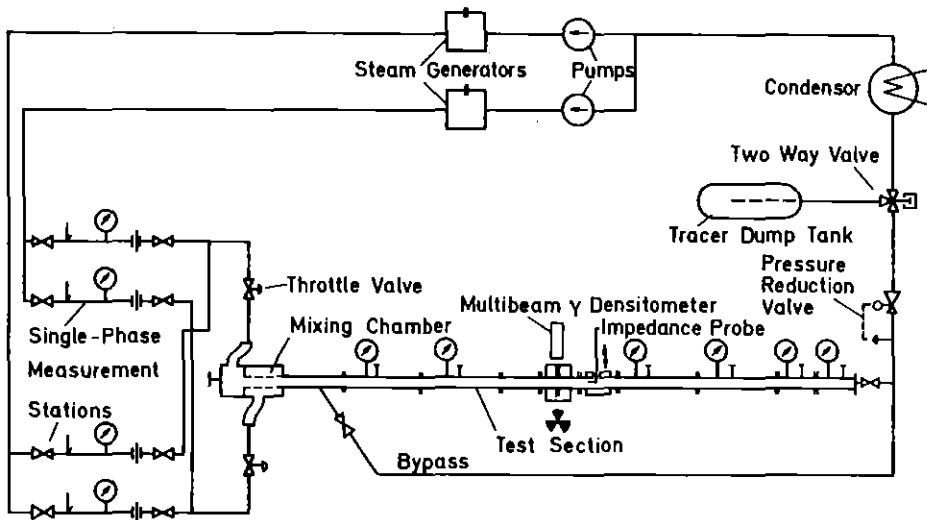 Steam Generators
Pumps
Condensor
Two Way Valve
Tracer Dump Tank
Pressure
Reduction
Valve
Throttle Valve
Multibeam γ Densitometer
Impedance Probe
Mixing Chamber
Single-Phase
Measurement
Stations
Test Section
Bypass